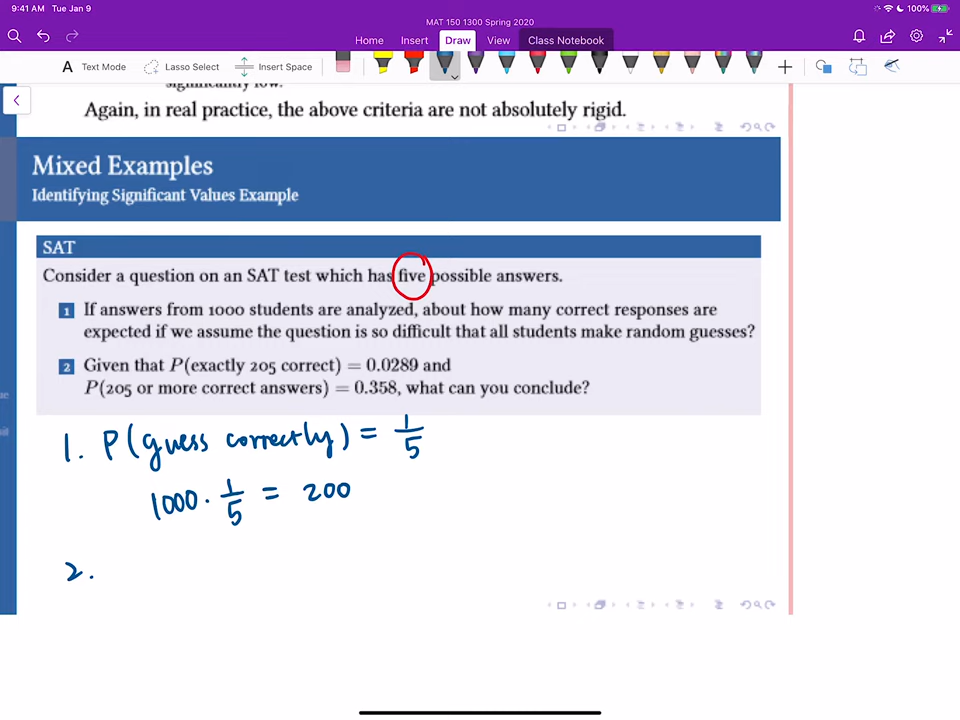 9:41 AM Tue Jan 9
100%
MAT 150 1300 Spring 2020
Home Insert Draw View Class Notebook
A Text Mode Lasso Select Insert Space
significantly low.
Again, in real practice, the above criteria are not absolutely rigid.
Mixed Examples
Identifying Significant Values Example
SAT
Consider a question on an SAT test which has five possible answers.
1 If answers from 1000 students are analyzed, about how many correct responses are
expected if we assume the question is so difficult that all students make random guesses?
2 Given that P(exactly 205 correct) = 0.0289 and
P(205 or more correct answers) = 0.358, what can you conclude?
1. P(guess correctly) = 1/5
1000 · 1/5 = 200
2.